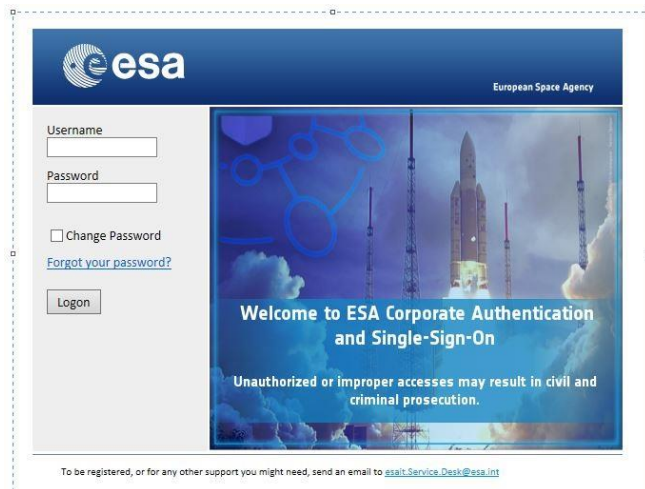 esa
European Space Agency
Username
Password
Change Password
Forgot your password?
Logon
Welcome to ESA Corporate Authentication
and Single-Sign-On
Unauthorized or improper accesses may result in civil and
criminal prosecution.
To be registered, or for any other support you might need, send an email to esait.Service.Desk@esa.int